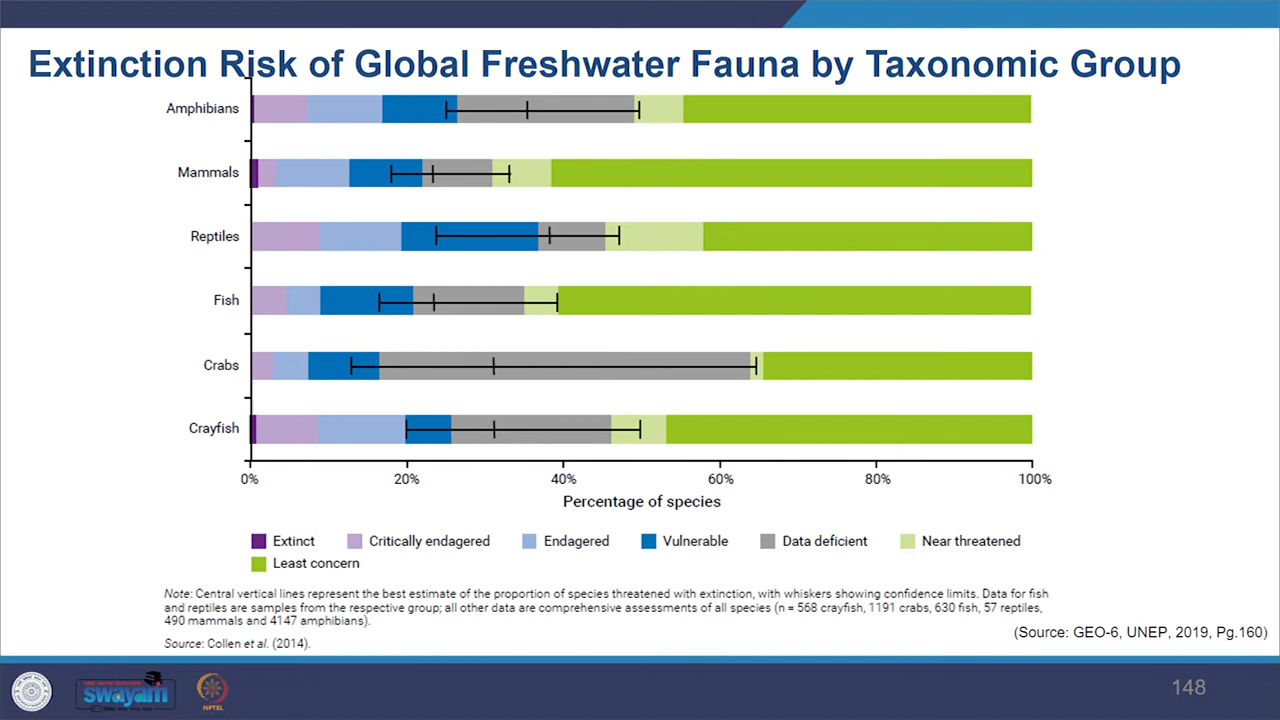 Extinction Risk of Global Freshwater Fauna by Taxonomic Group
Amphibians
Mammals
Reptiles
Fish
Crabs
Crayfish
0% 20% 40% 60% 80% 100%
Percentage of species
Extinct Critically endagered Endagered Vulnerable Data deficient Near threatened
Least concern
Note: Central vertical lines represent the best estimate of the proportion of species threatened with extinction, with whiskers showing confidence limits. Data for fish
and reptiles are samples from the respective group; all other data are comprehensive assessments of all species (n = 568 crayfish, 1191 crabs, 630 fish, 57 reptiles,
490 mammals and 4147 amphibians).
(Source: GEO-6, UNEP, 2019, Pg.160)
Source: Collen et al. (2014).
swayam
NPTEL
148